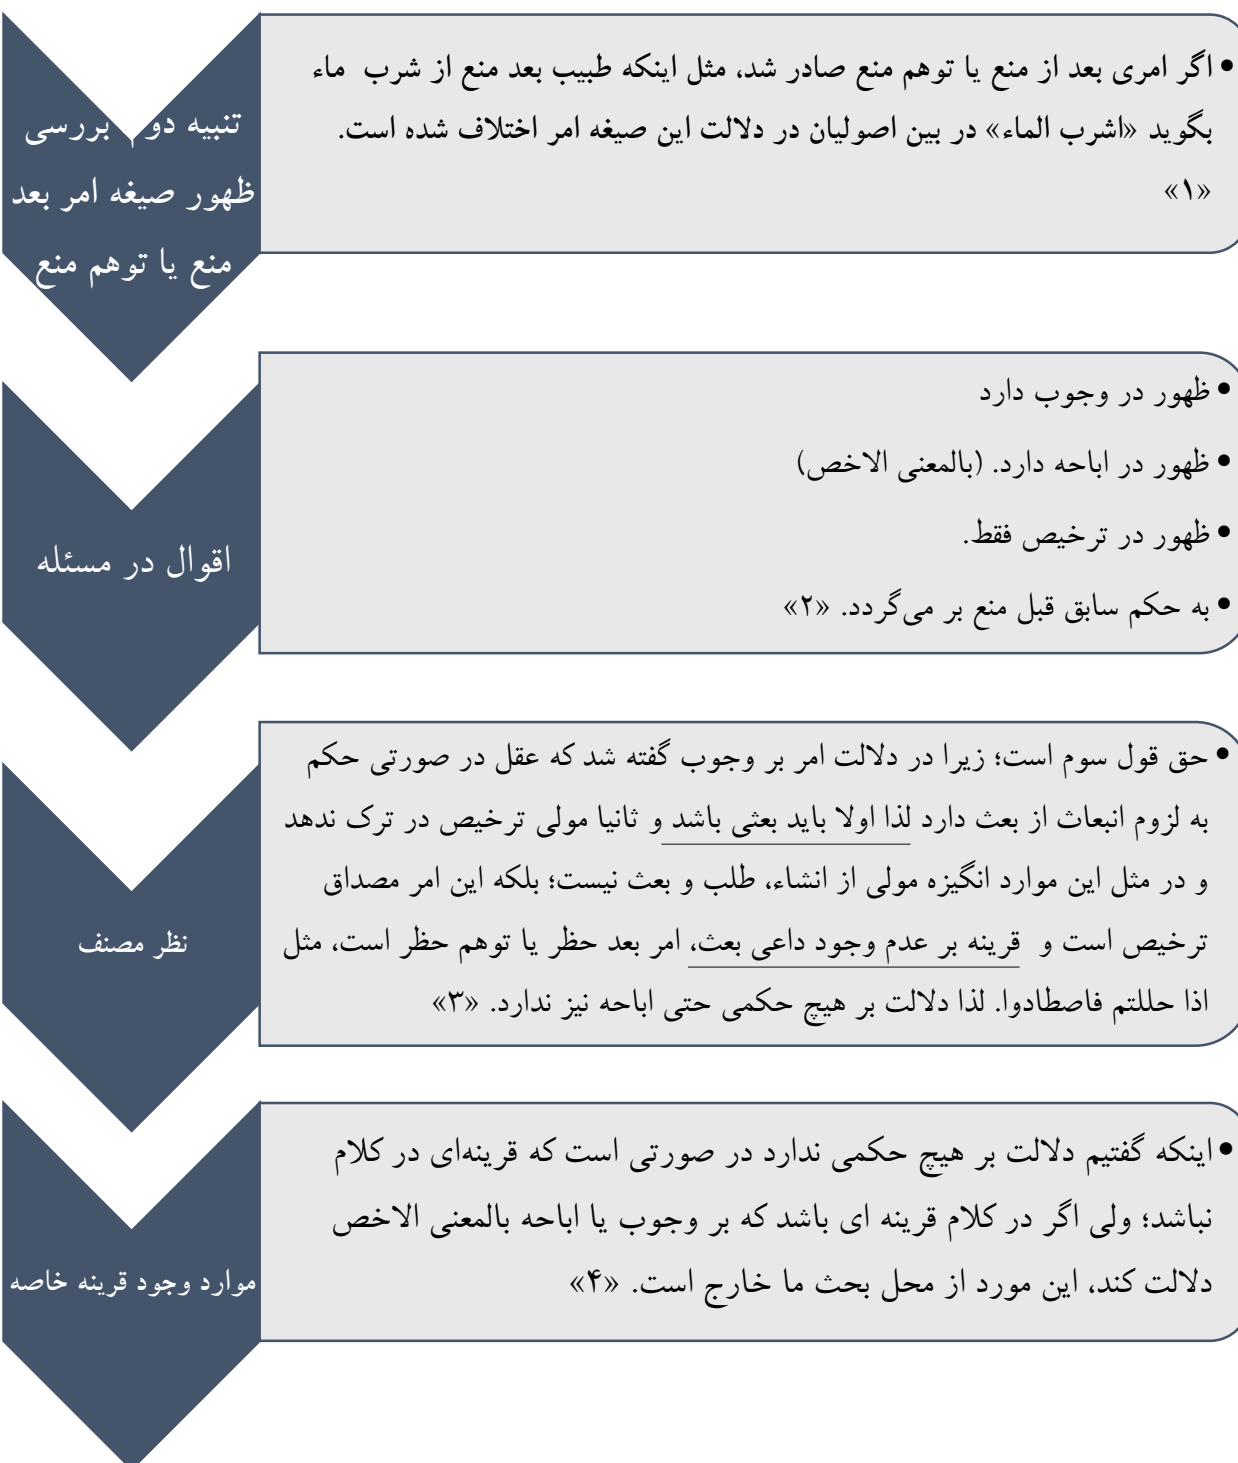 تنبیه دوم بررسی
ظهور صیغه امر بعد
منع یا توهم منع
• اگر امری بعد از منع یا توهم منع صادر شد، مثل اینکه طبیب بعد منع از شرب ماء
بگوید «اشرب الماء» در بین اصولیان در دلالت این صیغه امر اختلاف شده است.
«۱»
اقوال در مسئله
• ظهور در وجوب دارد
• ظهور در اباحه دارد. (بالمعنی الاخص)
• ظهور در ترخیص فقط.
• به حکم سابق قبل منع بر می‌گردد. «۲»
نظر مصنف
• حق قول سوم است؛ زیرا در دلالت امر بر وجوب گفته شد که عقل در صورتی حکم
به لزوم انبعاث از بعث دارد لذا اولا باید بعثی باشد و ثانیا مولی ترخیص در ترک ندهد
و در مثل این موارد انگیزه مولی از انشاء، طلب و بعث نیست؛ بلکه این امر مصداق
ترخیص است و قرینه بر عدم وجود داعی بعث، امر بعد حظر یا توهم حظر است، مثل
اذا حللتم فاصطادوا. لذا دلالت بر هیچ حکمی حتی اباحه نیز ندارد. «۳»
موارد وجود قرینه خاصه
• اینکه گفتیم دلالت بر هیچ حکمی ندارد در صورتی است که قرینه‌ای در کلام
نباشد؛ ولی اگر در کلام قرینه ای باشد که بر وجوب یا اباحه بالمعنی الاخص
دلالت کند، این مورد از محل بحث ما خارج است. «۴»